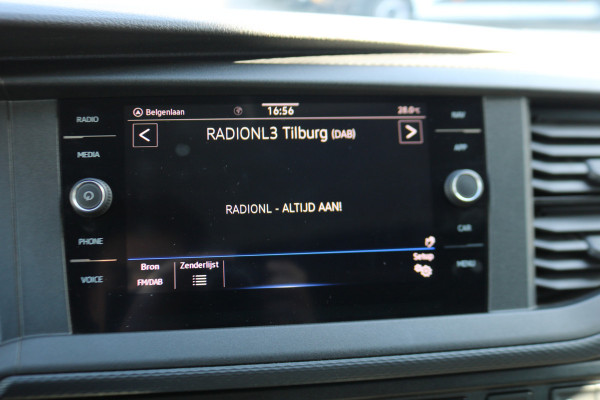 RADIO
MEDIA
PHONE
VOICE
Belgenlaan
16:56
28.0°C
RADIONL3 Tilburg (DAB)
RADIONL - ALTIJD AAN!
Bron
FM/DAB
Zenderlijst
Setup
NAV
APP
CAR
MENU